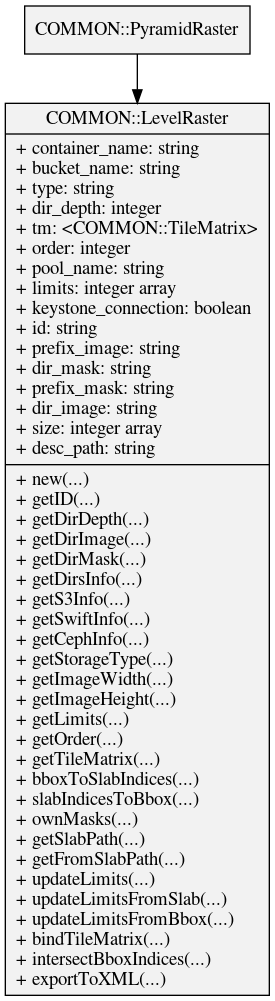 COMMON::PyramidRaster
COMMON::LevelRaster
+ container_name: string
+ bucket_name: string
+ type: string
+ dir_depth: integer
+ tm: <COMMON::TileMatrix>
+ order: integer
+ pool_name: string
+ limits: integer array
+ keystone_connection: boolean
+ id: string
+ prefix_image: string
+ dir_mask: string
+ prefix_mask: string
+ dir_image: string
+ size: integer array
+ desc_path: string
+ new(...)
+ getID(...)
+ getDirDepth(...)
+ getDirImage(...)
+ getDirMask(...)
+ getDirsInfo(...)
+ getS3Info(...)
+ getSwiftInfo(...)
+ getCephInfo(...)
+ getStorageType(...)
+ getImageWidth(...)
+ getImageHeight(...)
+ getLimits(...)
+ getOrder(...)
+ getTileMatrix(...)
+ bboxToSlabIndices(...)
+ slabIndicesToBbox(...)
+ ownMasks(...)
+ getSlabPath(...)
+ getFromSlabPath(...)
+ updateLimits(...)
+ updateLimitsFromSlab(...)
+ updateLimitsFromBbox(...)
+ bindTileMatrix(...)
+ intersectBboxIndices(...)
+ exportToXML(...)